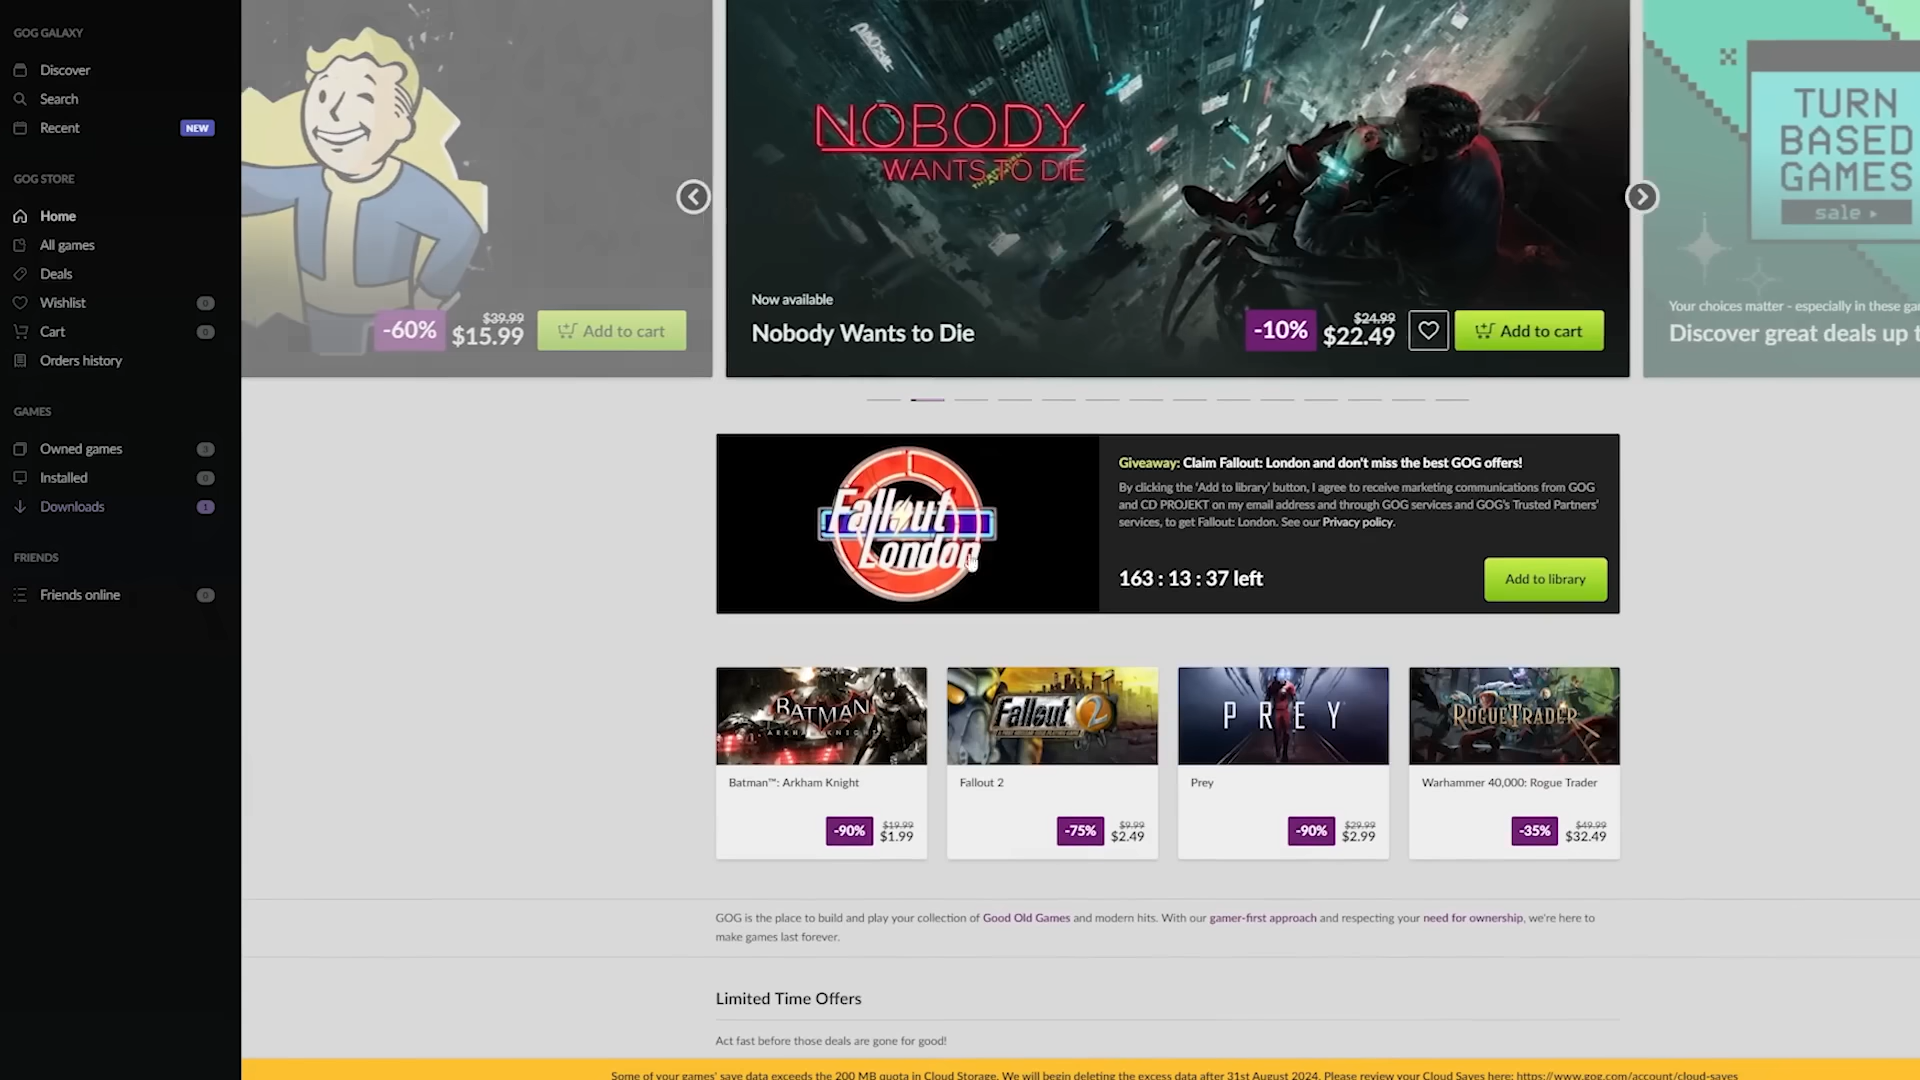 GOG GALAXY
Discover
Search
Recent
NEW
GOG STORE
Home
All games
Deals
Wishlist
0
Cart
0
Orders history
GAMES
Owned games
3
Installed
0
Downloads
1
FRIENDS
Friends online
0
-60%
$39.99
$15.99
Add to cart
NOBODY
WANTS TO DIE
Now available
Nobody Wants to Die
-10%
$24.99
$22.49
Add to cart
TURN
BASED
GAMES
sale
Your choices matter - especially in these
Discover great deals up
Fallout
London
Giveaway: Claim Fallout: London and don't miss the best GOG offers!
By clicking the 'Add to library' button, I agree to receive marketing communications from GOG
and CD PROJEKT on my email address and through GOG services and GOG's Trusted Partners'
services, to get Fallout: London. See our Privacy policy.
163 : 13 : 37 left
Add to library
BATMAN
ARKHAM KNIGHT
Batman™: Arkham Knight
-90%
$19.99
$1.99
Fallout 2
Fallout 2
-75%
$9.99
$2.49
PREY
Prey
-90%
$29.99
$2.99
ROGUE TRADER
Warhammer 40,000: Rogue Trader
-35%
$49.99
$32.49
GOG is the place to build and play your collection of Good Old Games and modern hits. With our gamer-first approach and respecting your need for ownership, we're here to
make games last forever.
Limited Time Offers
Act fast before those deals are gone for good!
Some of your games' save data exceeds the 200 MB quota in Cloud Storage. We will begin deleting the excess data after 31st August 2024. Please review your Cloud Saves here: https://www.gog.com/account/cloud-saves